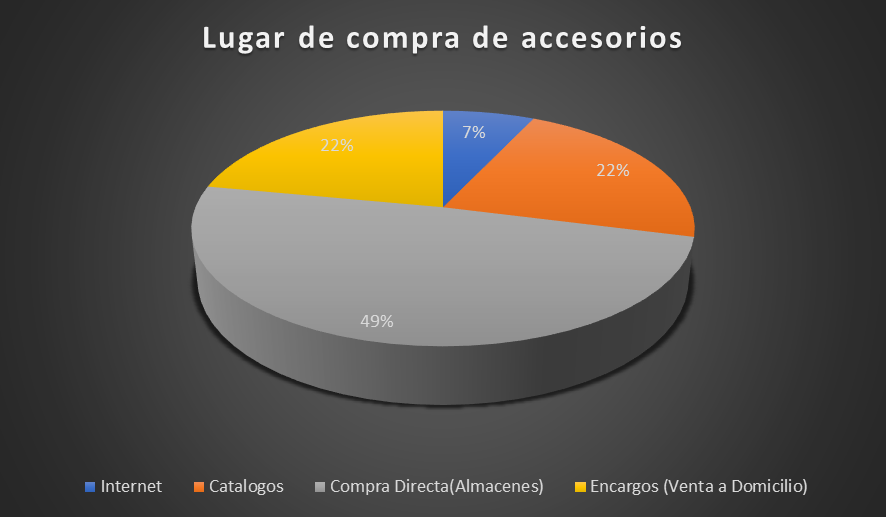 Lugar de compra de accesorios
7%
22%
22%
49%
Internet
Catalogos
Compra Directa(Almacenes)
Encargos (Venta a Domicilio)